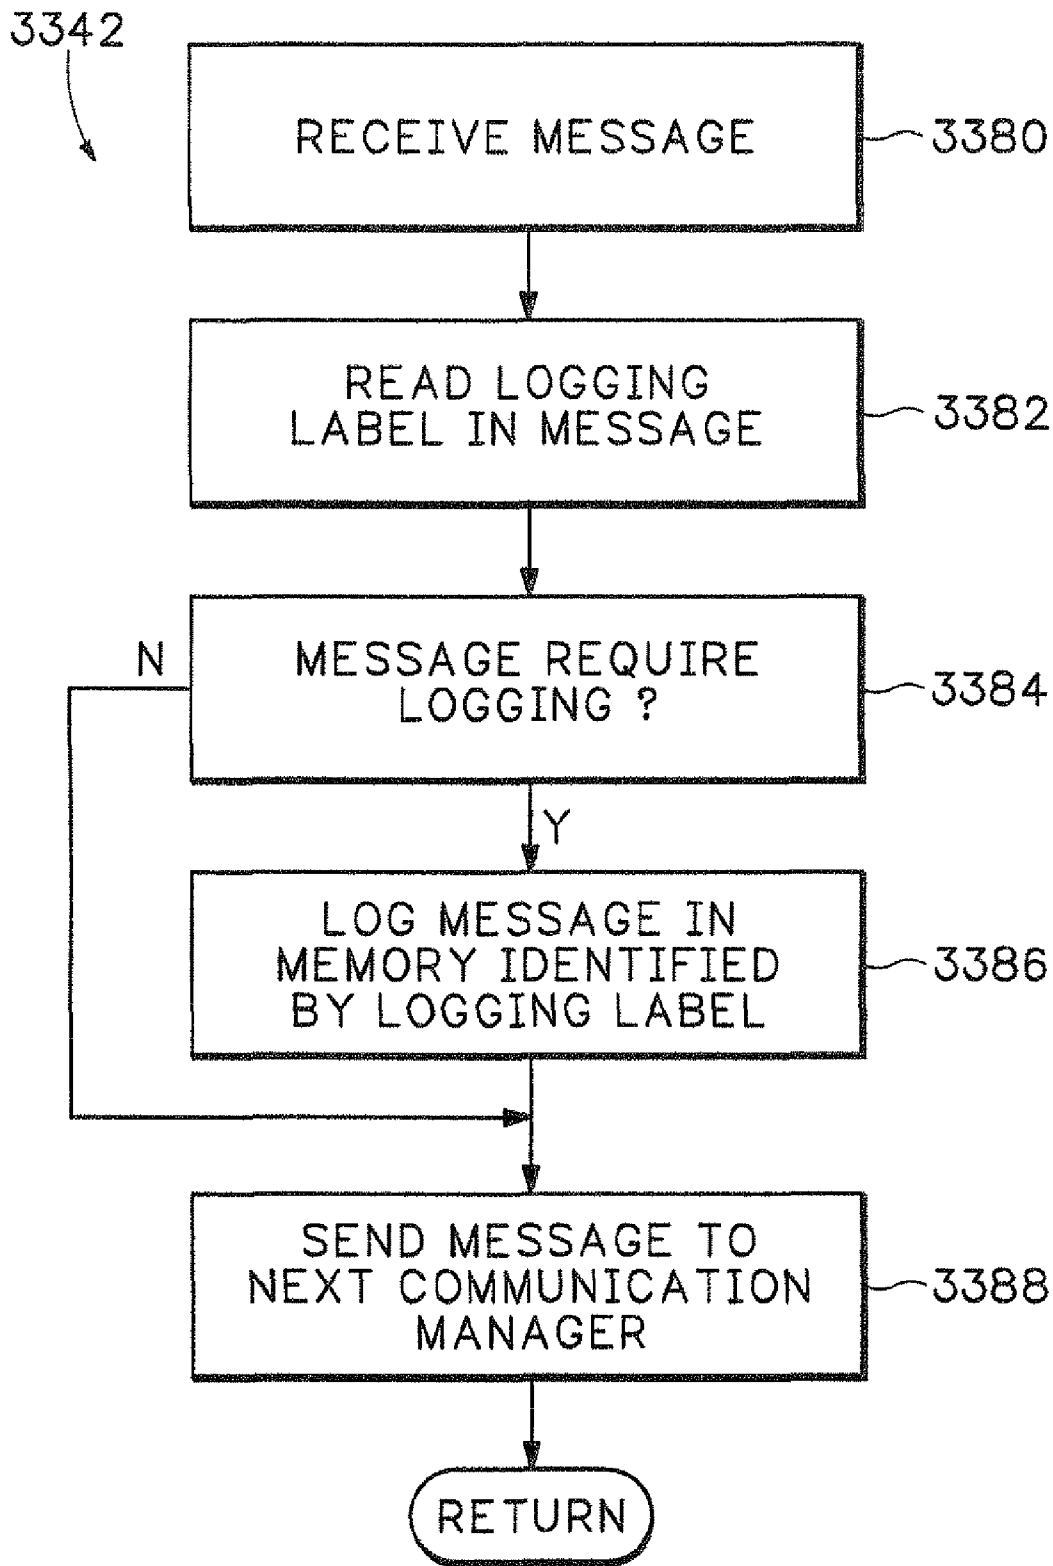 3342
RECEIVE MESSAGE
3380
READ LOGGING
LABEL IN MESSAGE
3382
N
MESSAGE REQUIRE
LOGGING ?
3384
Y
LOG MESSAGE IN
MEMORY IDENTIFIED
BY LOGGING LABEL
3386
SEND MESSAGE TO
NEXT COMMUNICATION
MANAGER
3388
RETURN